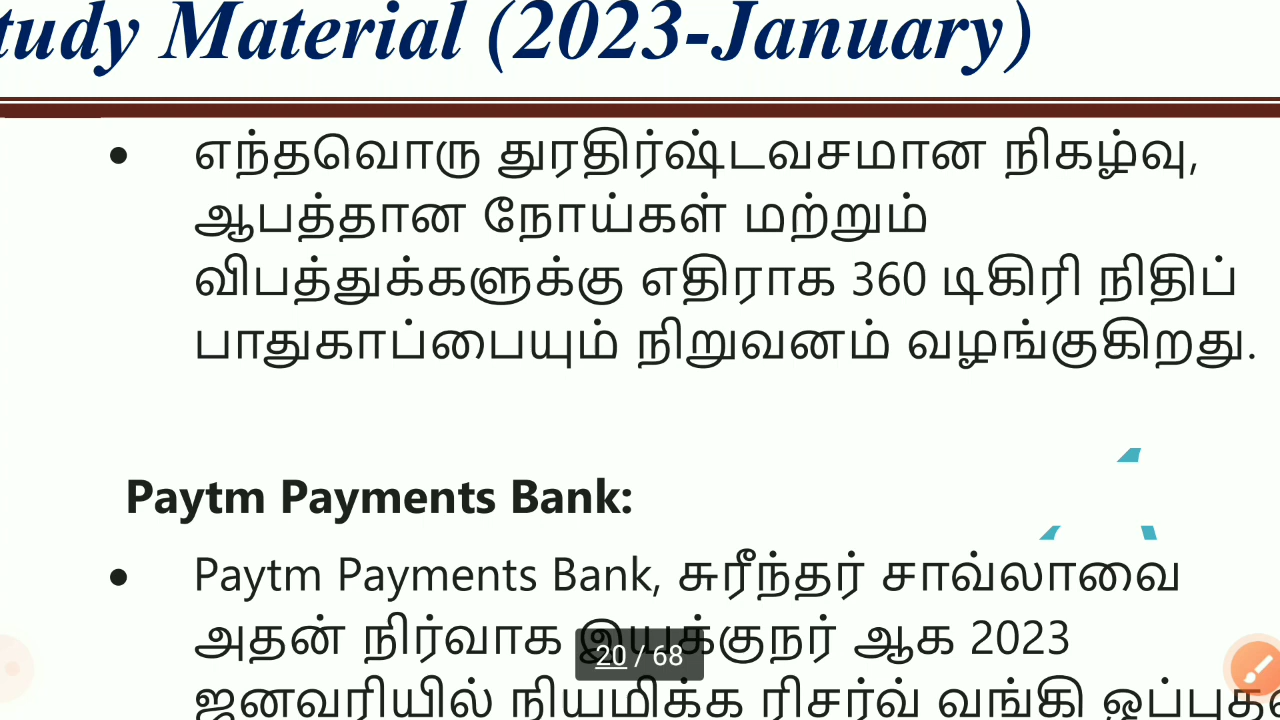 tudy Material (2023-January)
• எந்தவொரு துரதிர்ஷ்டவசமான நிகழ்வு,
ஆபத்தான நோய்கள் மற்றும்
விபத்துக்களுக்கு எதிராக 360 டிகிரி நிதிப்
பாதுகாப்பையும் நிறுவனம் வழங்குகிறது.
Paytm Payments Bank:
• Paytm Payments Bank, சுரீந்தர் சாவ்லாவை
அதன் நிர்வாக இயக்குநர் ஆக 2023
20 / 68
ஜனவரியில் நியமிக்க ரிசர்வ் வங்கி